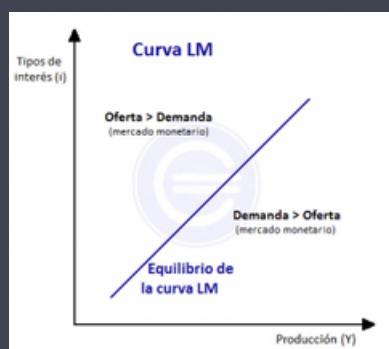 Curva LM
Tipos de
interés (i)
Oferta > Demanda
(mercado monetario)
Demanda > Oferta
(mercado monetario)
Equilibrio de
la curva LM
Producción (Y)